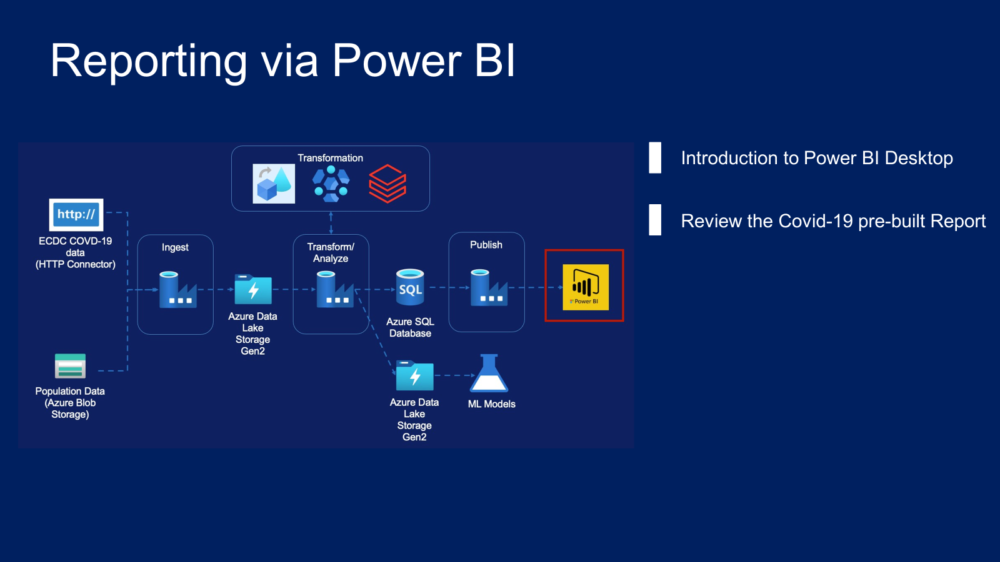 Reporting via Power BI
Introduction to Power BI Desktop
Review the Covid-19 pre-built Report
Transformation
http://
ECDC COVD-19
data
(HTTP Connector)
Ingest
Transform/
Analyze
Publish
SQL
Power BI
Azure Data
Lake
Storage
Gen2
Azure SQL
Database
Population Data
(Azure Blob
Storage)
Azure Data
Lake
Storage
Gen2
ML Models